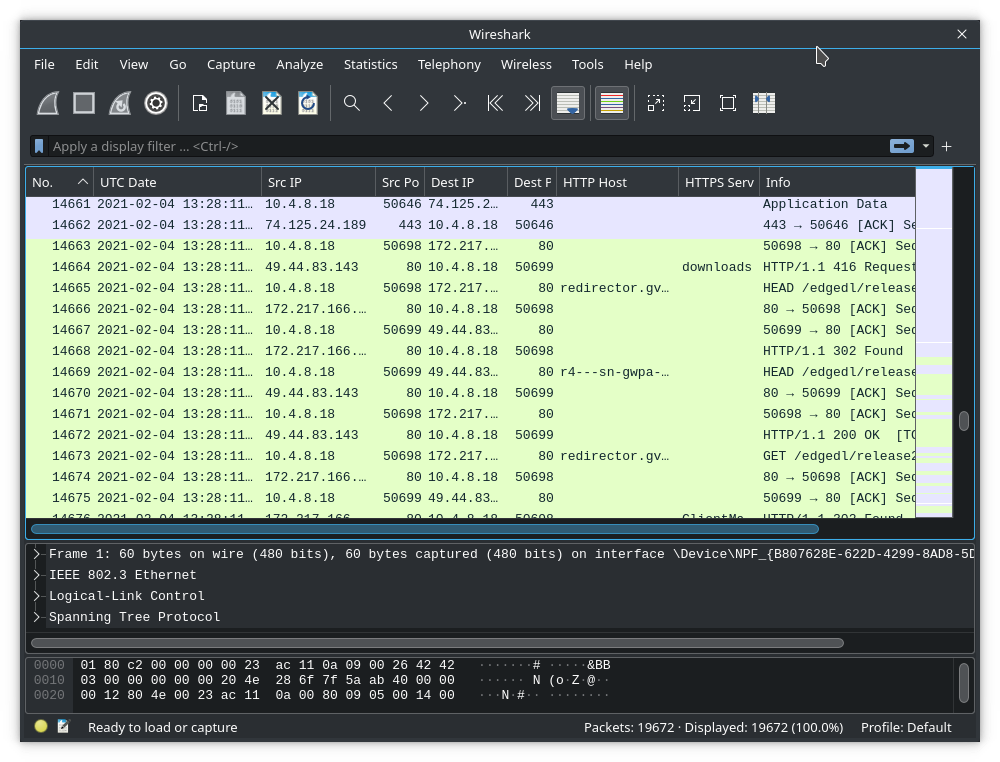 Wireshark
File Edit View Go Capture Analyze Statistics Telephony Wireless Tools Help
Apply a display filter … <Ctrl-/>
No. UTC Date Src IP Src Po Dest IP Dest P HTTP Host HTTPS Serv Info
14661 2021-02-04 13:28:11… 10.4.8.18 50646 74.125.2… 443 Application Data
14662 2021-02-04 13:28:11… 74.125.24.189 443 10.4.8.18 50646 443 → 50646 [ACK] Se
14663 2021-02-04 13:28:11… 10.4.8.18 50698 172.217.… 80 50698 → 80 [ACK] Seq
14664 2021-02-04 13:28:11… 49.44.83.143 80 10.4.8.18 50699 downloads HTTP/1.1 416 Request
14665 2021-02-04 13:28:11… 10.4.8.18 50698 172.217.… 80 redirector.gv… HEAD /edgedl/release
14666 2021-02-04 13:28:11… 172.217.166.… 80 10.4.8.18 50698 80 → 50698 [ACK] Seq
14667 2021-02-04 13:28:11… 10.4.8.18 50699 49.44.83… 80 50699 → 80 [ACK] Seq
14668 2021-02-04 13:28:11… 172.217.166.… 80 10.4.8.18 50698 HTTP/1.1 302 Found
14669 2021-02-04 13:28:11… 10.4.8.18 50699 49.44.83… 80 r4---sn-gwpa-… HEAD /edgedl/release
14670 2021-02-04 13:28:11… 49.44.83.143 80 10.4.8.18 50699 80 → 50699 [ACK] Seq
14671 2021-02-04 13:28:11… 10.4.8.18 50698 172.217.… 80 50698 → 80 [ACK] Seq
14672 2021-02-04 13:28:11… 49.44.83.143 80 10.4.8.18 50699 HTTP/1.1 200 OK [TC
14673 2021-02-04 13:28:11… 10.4.8.18 50698 172.217.… 80 redirector.gv… GET /edgedl/release2
14674 2021-02-04 13:28:11… 172.217.166.… 80 10.4.8.18 50698 80 → 50698 [ACK] Seq
14675 2021-02-04 13:28:11… 10.4.8.18 50699 49.44.83… 80 50699 → 80 [ACK] Seq
Frame 1: 60 bytes on wire (480 bits), 60 bytes captured (480 bits) on interface \Device\NPF_{B807628E-622D-4299-8AD8-5D
IEEE 802.3 Ethernet
Logical-Link Control
Spanning Tree Protocol
0000 01 80 c2 00 00 00 00 23 ac 11 0a 09 00 26 42 42 ·······# ·····&BB
0010 03 00 00 00 00 00 20 4e 28 6f 7f 5a ab 40 00 00 ······ N (o·Z·@··
0020 00 12 80 4e 00 23 ac 11 0a 00 80 09 05 00 14 00 ···N·#·· ········
Ready to load or capture Packets: 19672 · Displayed: 19672 (100.0%) Profile: Default